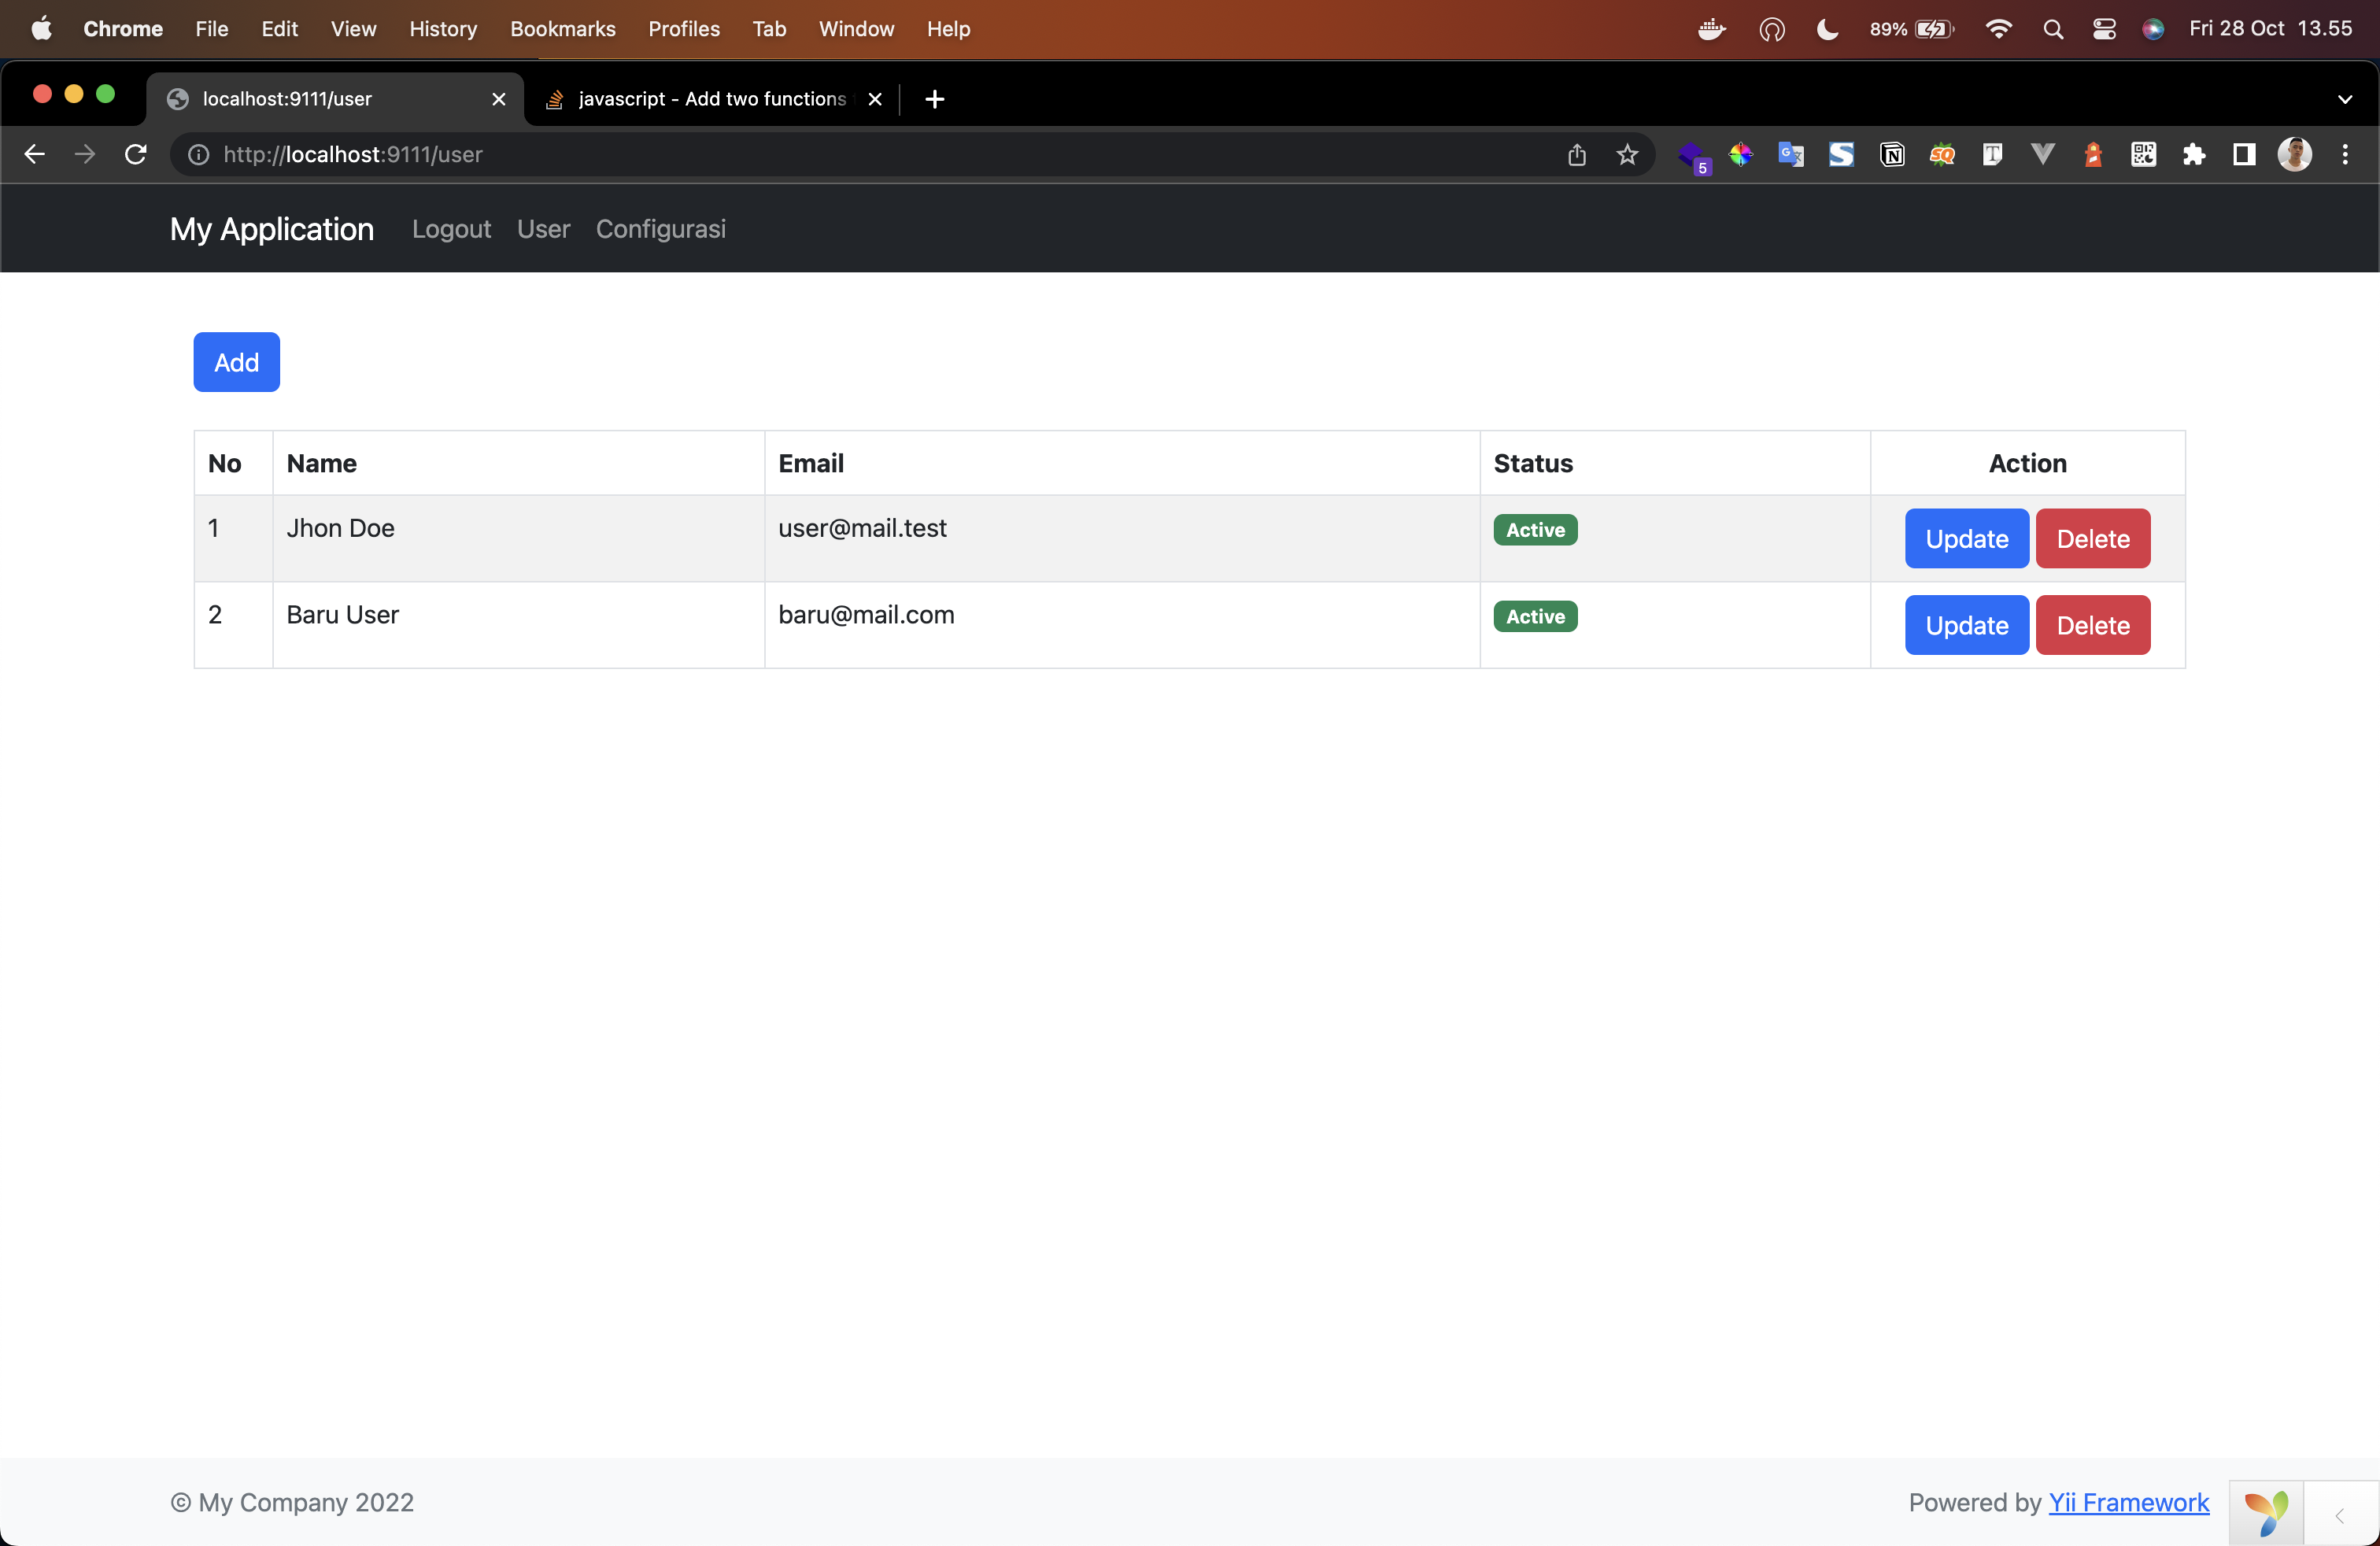 Chrome File Edit View History Bookmarks Profiles Tab Window Help 89% Fri 28 Oct 13.55
localhost:9111/user javascript - Add two functions
http://localhost:9111/user 5
My Application Logout User Configurasi
Add
No Name Email Status Action
1 Jhon Doe user@mail.test Active Update Delete
2 Baru User baru@mail.com Active Update Delete
© My Company 2022 Powered by Yii Framework